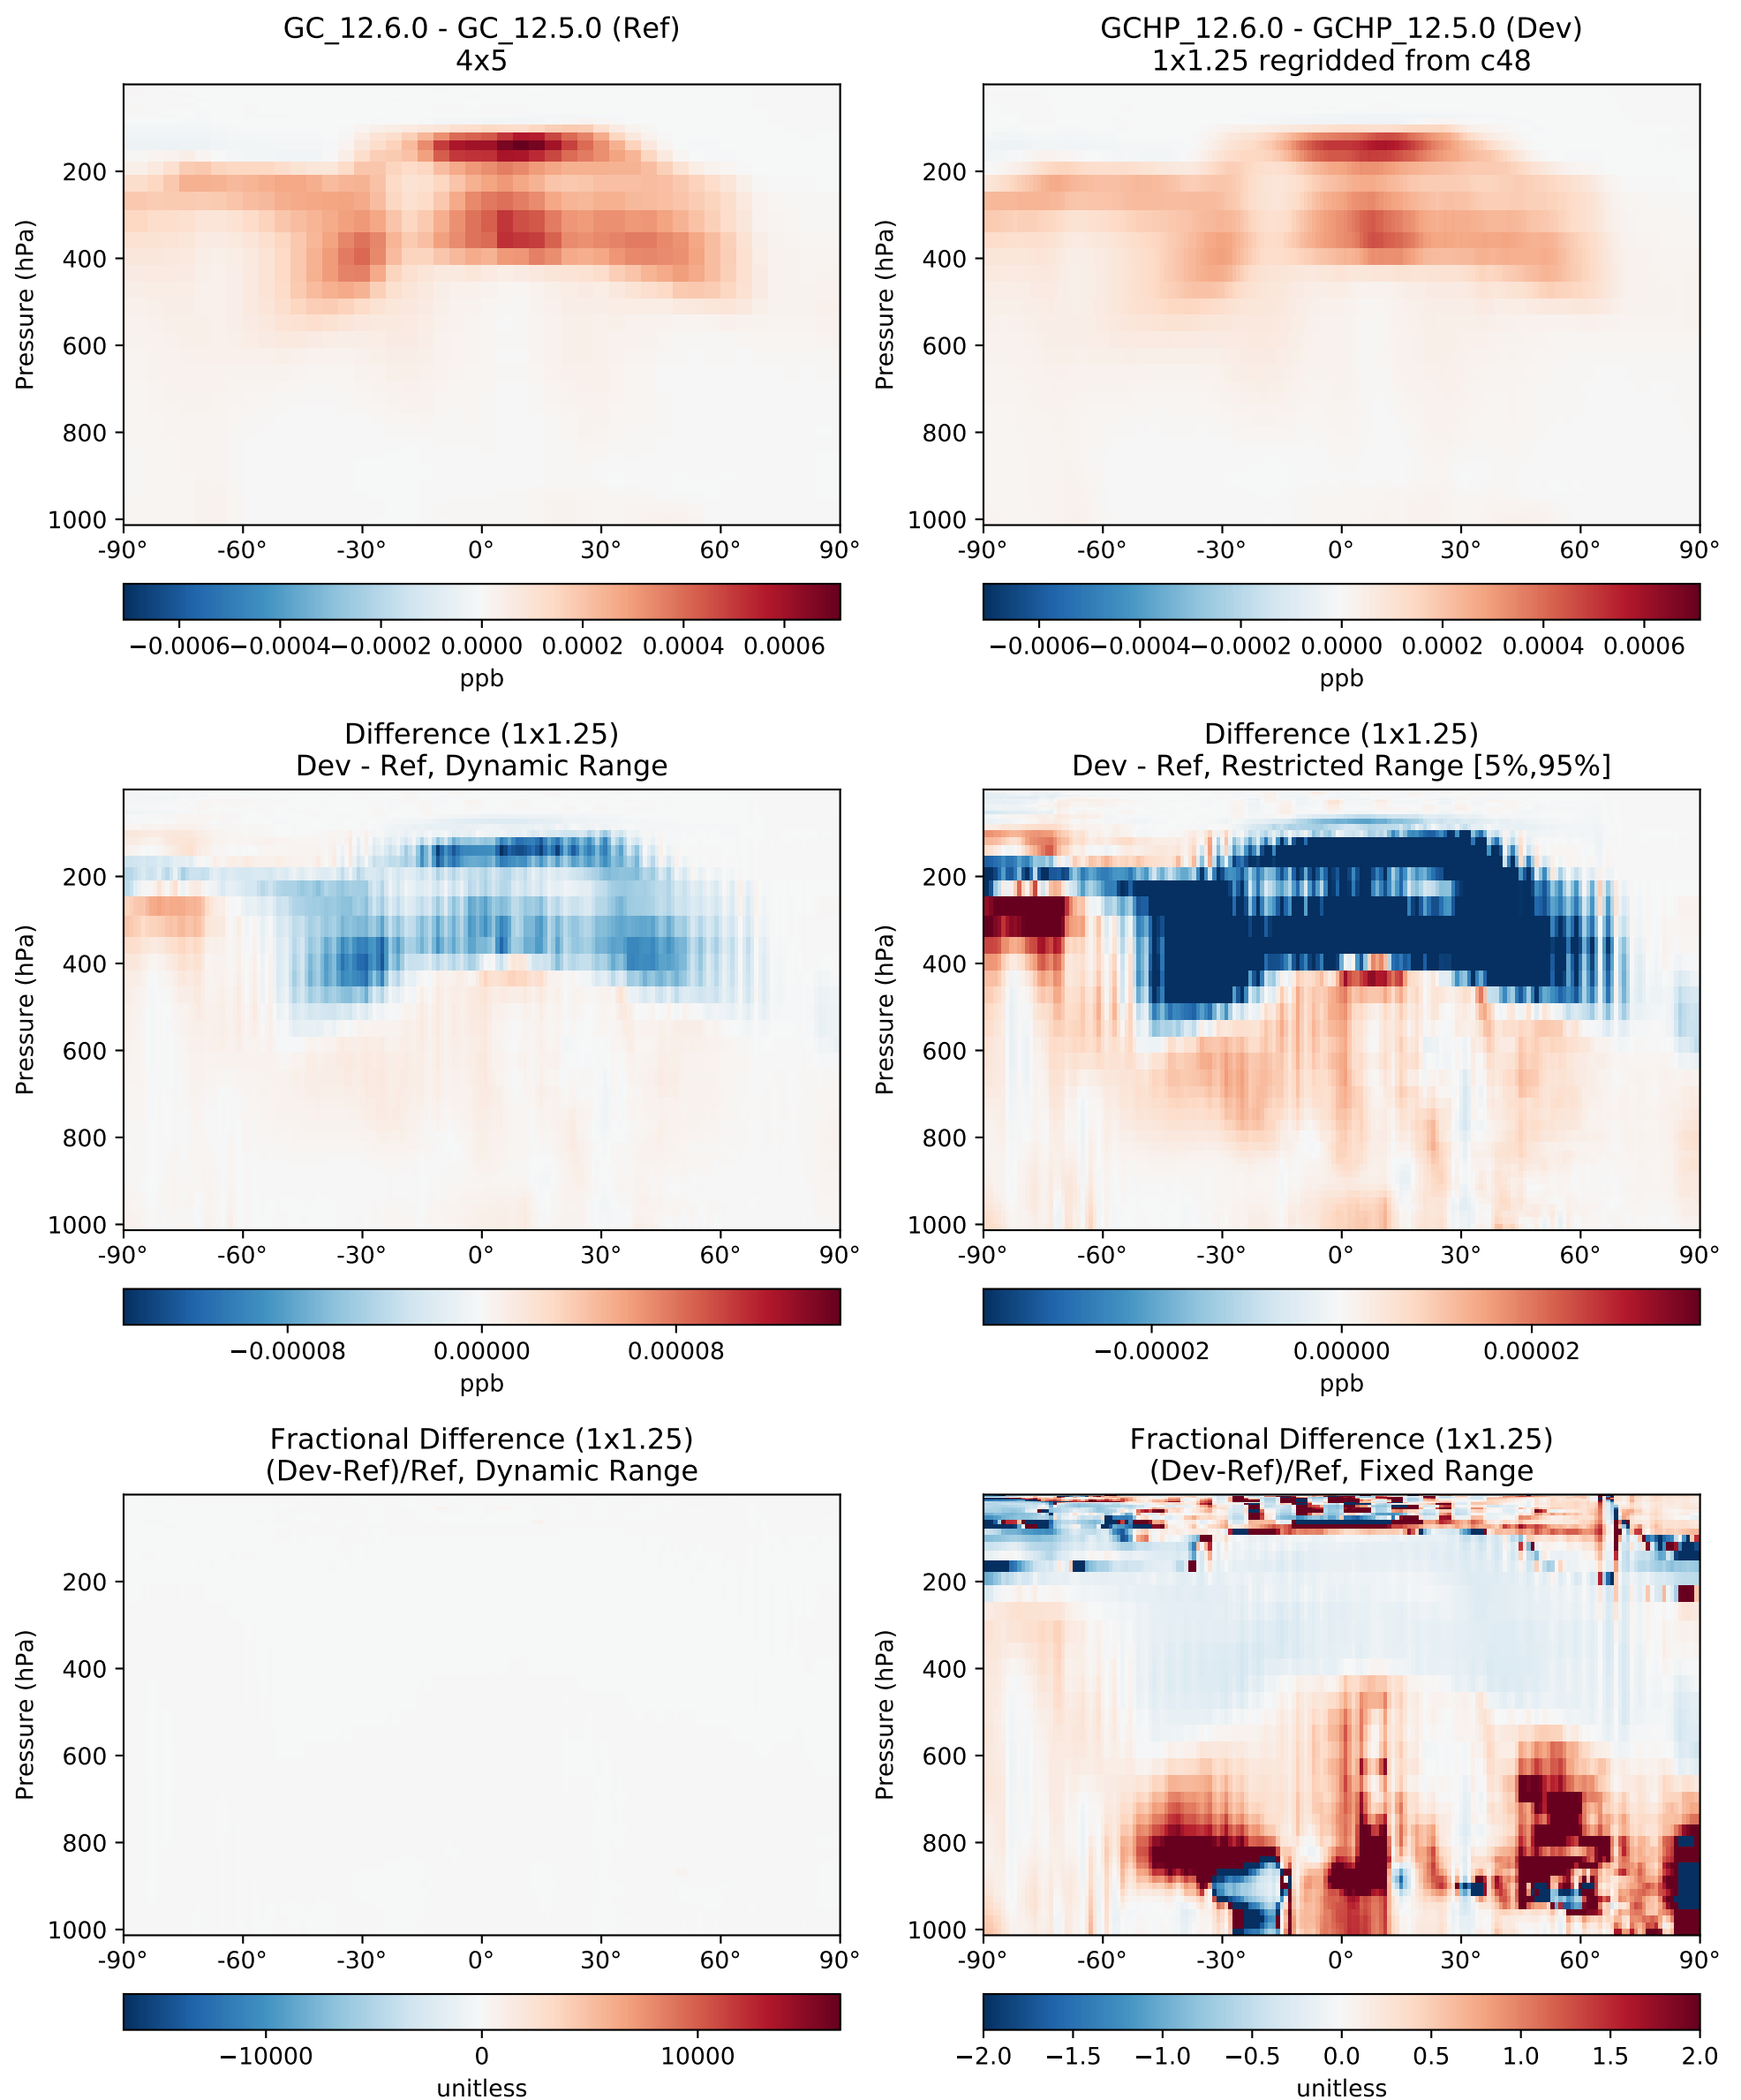 GC_12.6.0 - GC_12.5.0 (Ref)
4x5
Pressure (hPa)
200
400
600
800
1000
-90° -60° -30° 0° 30° 60° 90°
−0.0006 −0.0004 −0.0002 0.0000 0.0002 0.0004 0.0006
ppb
GCHP_12.6.0 - GCHP_12.5.0 (Dev)
1x1.25 regridded from c48
Pressure (hPa)
200
400
600
800
1000
-90° -60° -30° 0° 30° 60° 90°
−0.0006 −0.0004 −0.0002 0.0000 0.0002 0.0004 0.0006
ppb
Difference (1x1.25)
Dev - Ref, Dynamic Range
Pressure (hPa)
200
400
600
800
1000
-90° -60° -30° 0° 30° 60° 90°
−0.00008 0.00000 0.00008
ppb
Difference (1x1.25)
Dev - Ref, Restricted Range [5%,95%]
Pressure (hPa)
200
400
600
800
1000
-90° -60° -30° 0° 30° 60° 90°
−0.00002 0.00000 0.00002
ppb
Fractional Difference (1x1.25)
(Dev-Ref)/Ref, Dynamic Range
Pressure (hPa)
200
400
600
800
1000
-90° -60° -30° 0° 30° 60° 90°
−10000 0 10000
unitless
Fractional Difference (1x1.25)
(Dev-Ref)/Ref, Fixed Range
Pressure (hPa)
200
400
600
800
1000
-90° -60° -30° 0° 30° 60° 90°
−2.0 −1.5 −1.0 −0.5 0.0 0.5 1.0 1.5 2.0
unitless